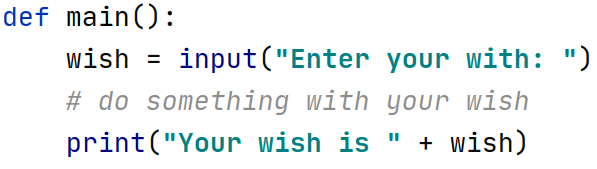 def main():
    wish = input("Enter your with: ")
    # do something with your wish
    print("Your wish is " + wish)